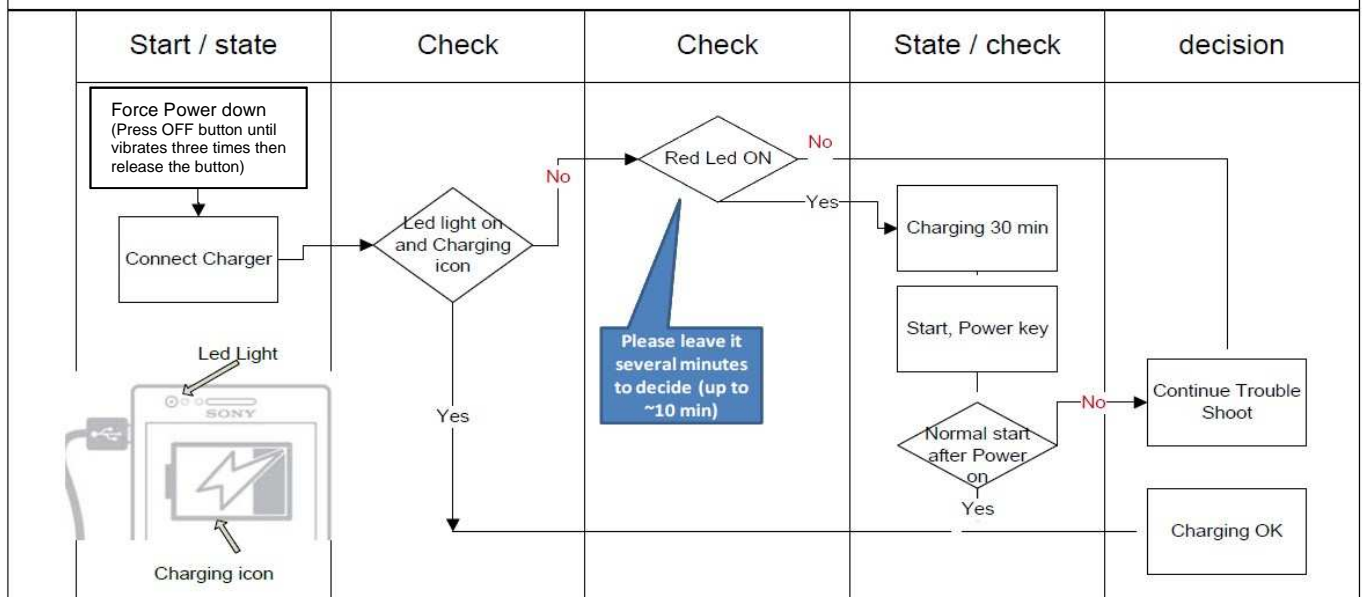 Start / state
Check
Check
State / check
decision
Force Power down
(Press OFF button until
vibrates three times then
release the button)
Connect Charger
Led light on
and Charging
icon
No
Yes
Red Led ON
No
Yes
Please leave it
several minutes
to decide (up to
~10 min)
Charging 30 min
Start, Power key
Normal start
after Power
on
No
Yes
Continue Trouble
Shoot
Charging OK
Led Light
SONY
Charging icon